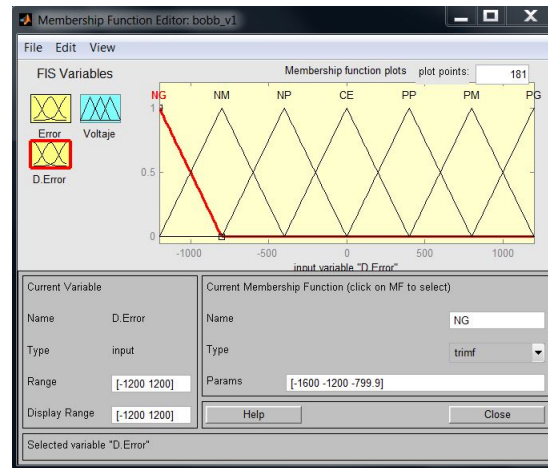 Membership Function Editor: bobb_v1
File Edit View
FIS Variables
Membership function plots plot points: 181
NG NM NP CE PP PM PG
1
0.5
0
-1000 -500 0 500 1000
input variable "D.Error"
Error Voltaje
D.Error
Current Variable
Name D.Error
Type input
Range [-1200 1200]
Display Range [-1200 1200]
Current Membership Function (click on MF to select)
Name NG
Type trimf
Params [-1600 -1200 -799.9]
Help Close
Selected variable "D.Error"